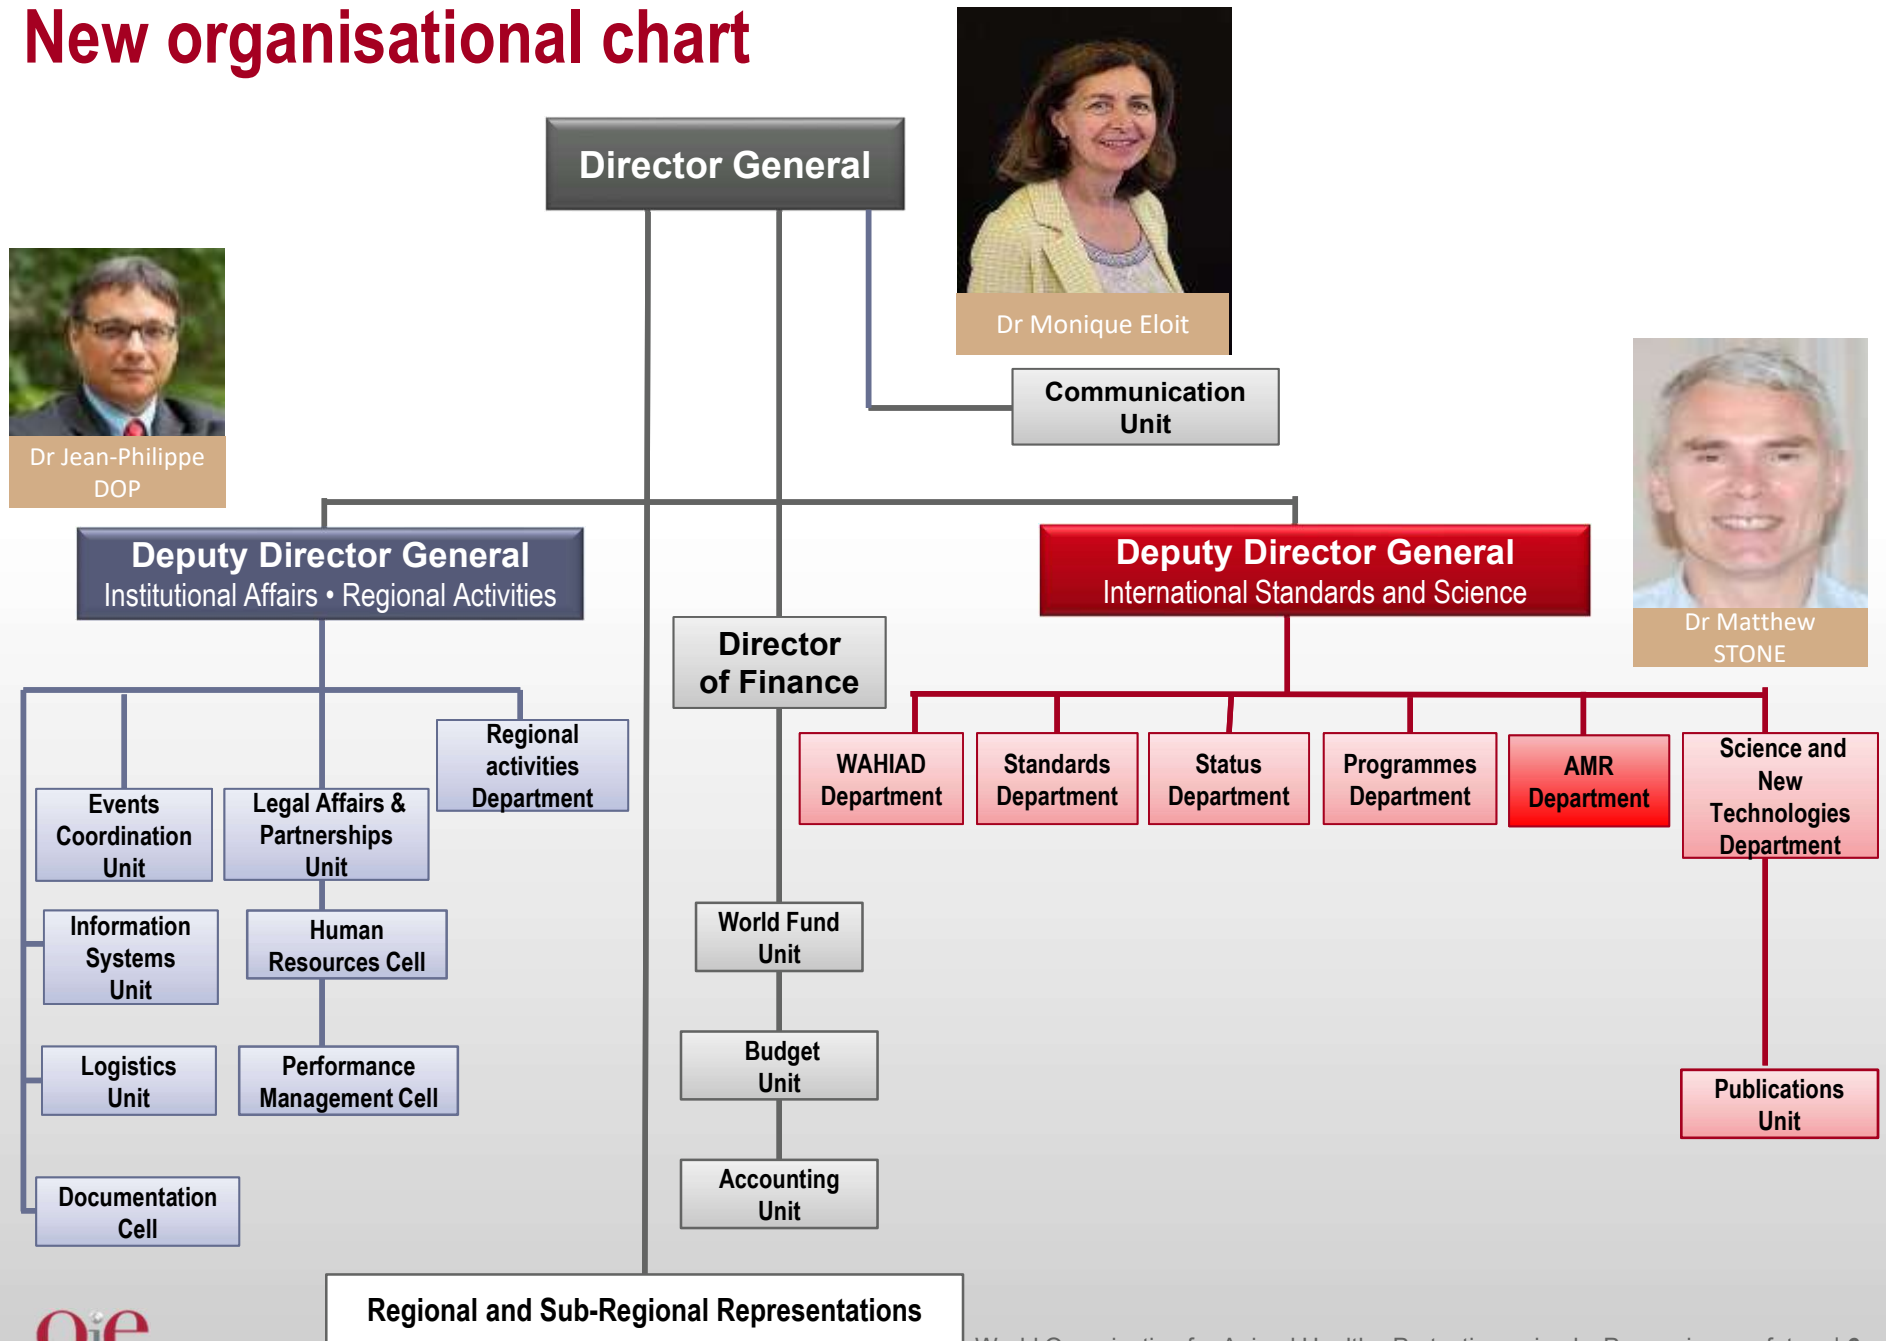 New organisational chart
Director General
Dr Monique Eloit
Communication
Unit
Dr Jean-Philippe
DOP
Deputy Director General
Institutional Affairs • Regional Activities
Deputy Director General
International Standards and Science
Dr Matthew
STONE
Director
of Finance
Regional
activities
Department
Events
Coordination
Unit
Legal Affairs &
Partnerships
Unit
WAHIAD
Department
Standards
Department
Status
Department
Programmes
Department
AMR
Department
Science and
New
Technologies
Department
Information
Systems
Unit
Human
Resources Cell
World Fund
Unit
Logistics
Unit
Performance
Management Cell
Budget
Unit
Publications
Unit
Documentation
Cell
Accounting
Unit
Regional and Sub-Regional Representations
oie